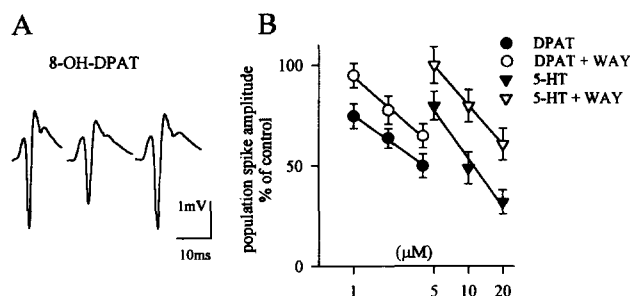 A
8-OH-DPAT
1mV
10ms
B
population spike amplitude
% of control
100
50
0
(µM)
1
5
10
20
DPAT
DPAT + WAY
5-HT
5-HT + WAY